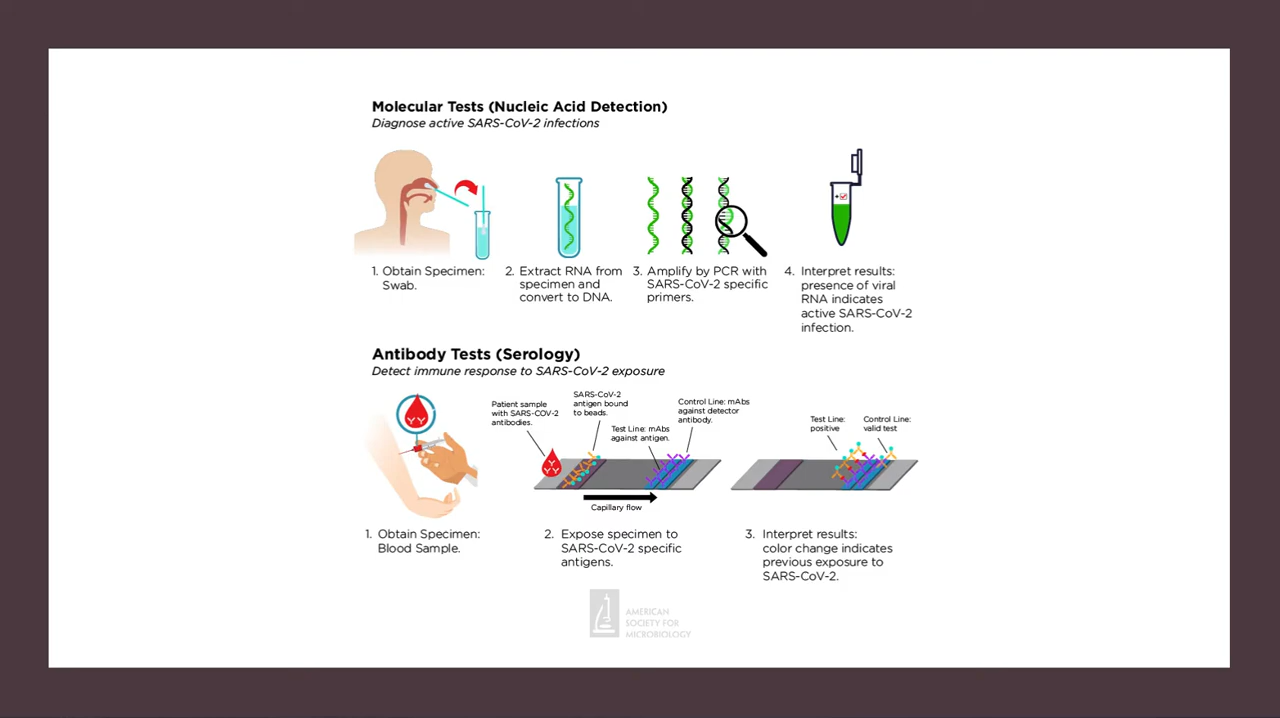 Molecular Tests (Nucleic Acid Detection)
Diagnose active SARS-CoV-2 infections
1. Obtain Specimen:
Swab.
2. Extract RNA from
specimen and
convert to DNA.
3. Amplify by PCR with
SARS-CoV-2 specific
primers.
4. Interpret results:
presence of viral
RNA indicates
active SARS-CoV-2
infection.
Antibody Tests (Serology)
Detect immune response to SARS-CoV-2 exposure
Patient sample
with SARS-COV-2
antibodies.
SARS-CoV-2
antigen bound
to beads.
Test Line: mAbs
against antigen.
Control Line: mAbs
against detector
antibody.
Capillary flow
Test Line:
positive
Control Line:
valid test
1. Obtain Specimen:
Blood Sample.
2. Expose specimen to
SARS-CoV-2 specific
antigens.
3. Interpret results:
color change indicates
previous exposure to
SARS-CoV-2.
AMERICAN
SOCIETY FOR
MICROBIOLOGY